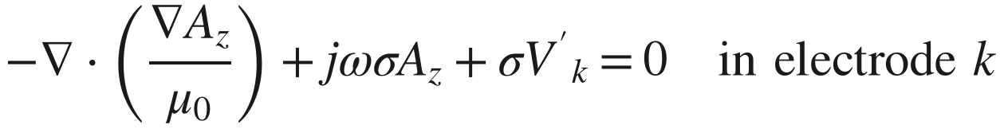 −∇ · (∇A_z / μ_0) + jωσA_z + σV′_k = 0 in electrode k